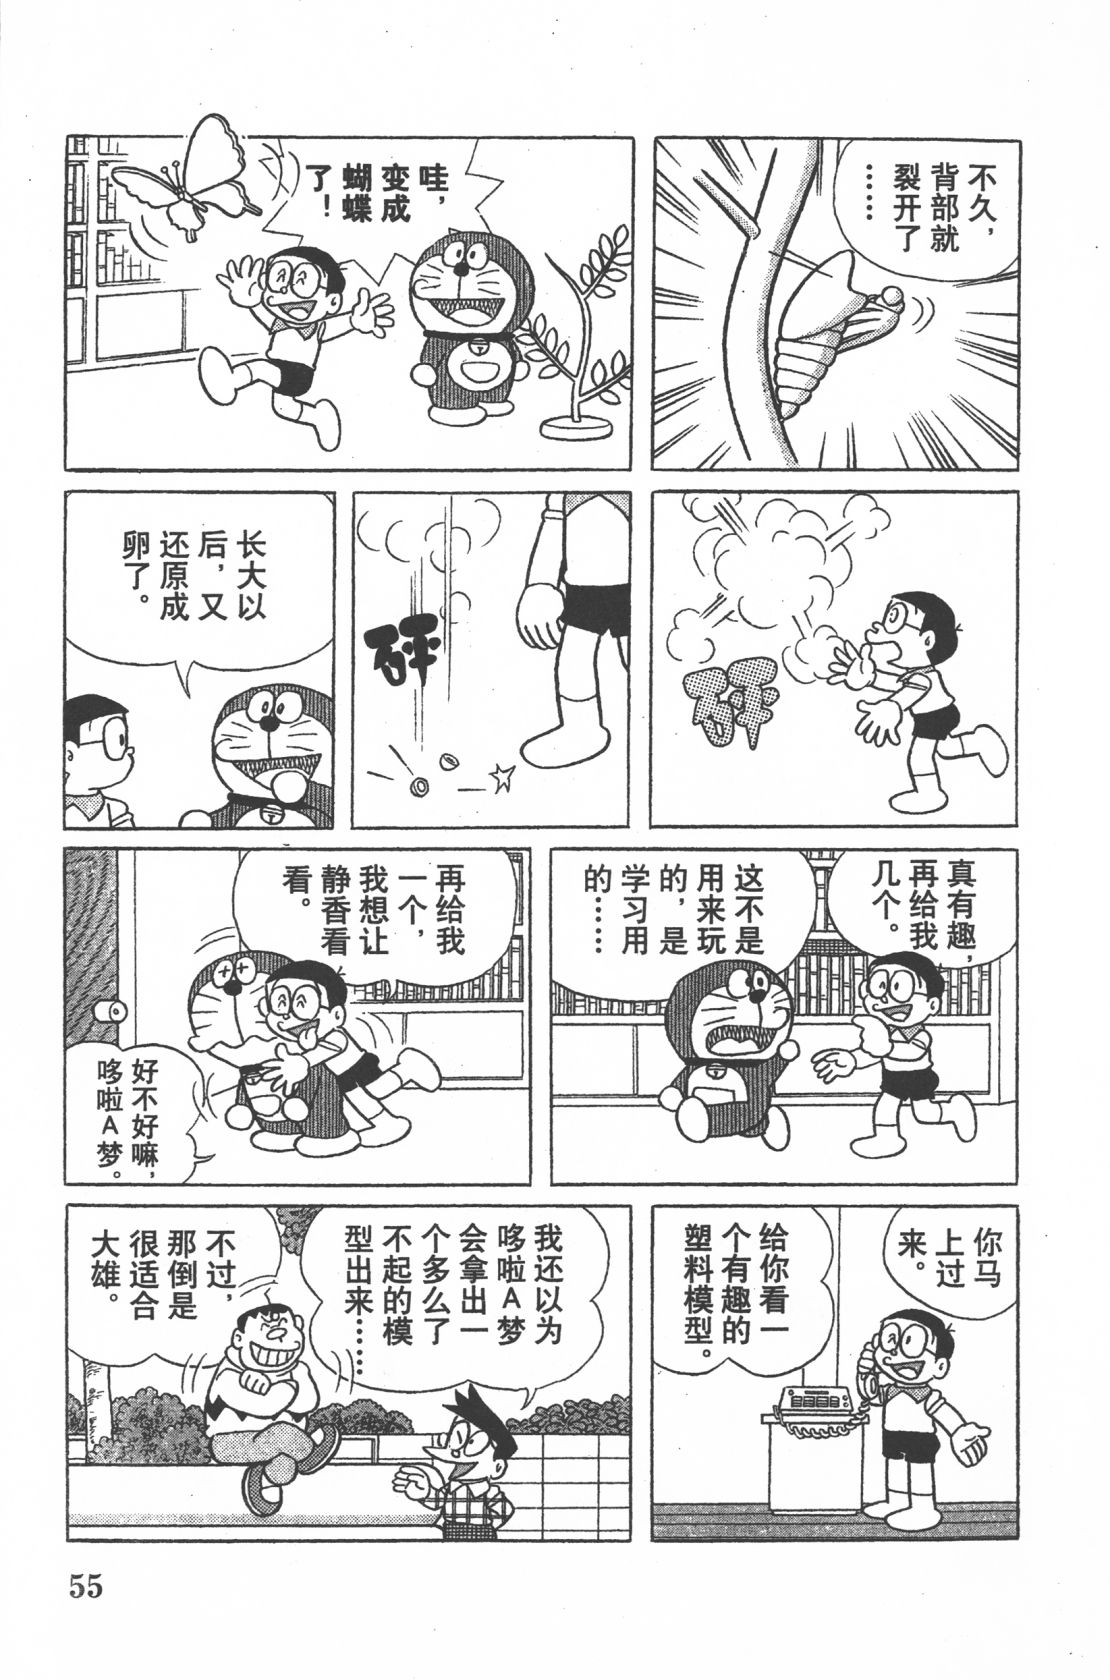 不久，
背部就
裂开了
……
哇，
变成
蝴蝶
了！
砰
砰
长大以
后，又
还原成
卵了。
真有趣，
再给我
几个。
这不是
用来玩
的，是
学习用
的……
再给我
一个，
我想让
静香看
看。
好不好嘛，
哆啦A梦。
你马
上过
来。
给你看一
个有趣的
塑料模型。
我还以为
哆啦A梦
会拿出一
个多么了
不起的模
型出来……
不过，
那倒是
很适合
大雄。
55